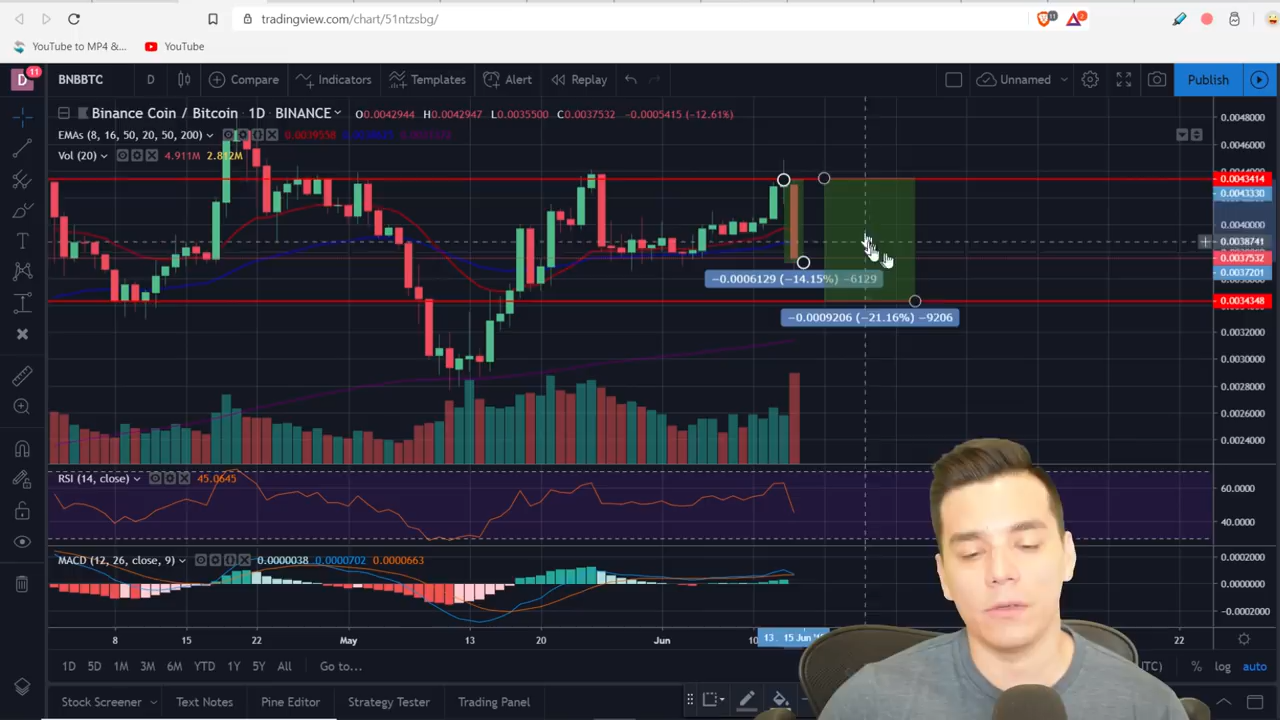 tradingview.com/chart/51ntzsbg/
11
2
YouTube to MP4 &...
YouTube
D
11
BNBBTC
D
Compare
Indicators
Templates
Alert
Replay
Unnamed
Publish
Binance Coin / Bitcoin · 1D · BINANCE
O0.0042944 H0.0042947 L0.0035500 C0.0037532 −0.0005415 (−12.61%)
EMAs (8, 16, 50, 20, 50, 200)
0.0039558
Vol (20)
4.911M 2.812M
0.0048000
0.0046000
0.0043414
0.0043330
0.0040000
0.0038741
0.0037532
0.0037201
0.0034348
0.0032000
0.0030000
0.0028000
0.0026000
0.0024000
−0.0006129 (−14.15%) −6129
−0.0009206 (−21.16%) −9206
RSI (14, close)
45.0645
60.0000
40.0000
MACD (12, 26, close, 9)
0.0000038 0.0000702 0.0000663
0.0002000
0.0000000
-0.0002000
8 15 22 May 13 20 Jun 10 13 15 Jun 22
1D 5D 1M 3M 6M YTD 1Y 5Y All Go to...
% log auto
Stock Screener Text Notes Pine Editor Strategy Tester Trading Panel